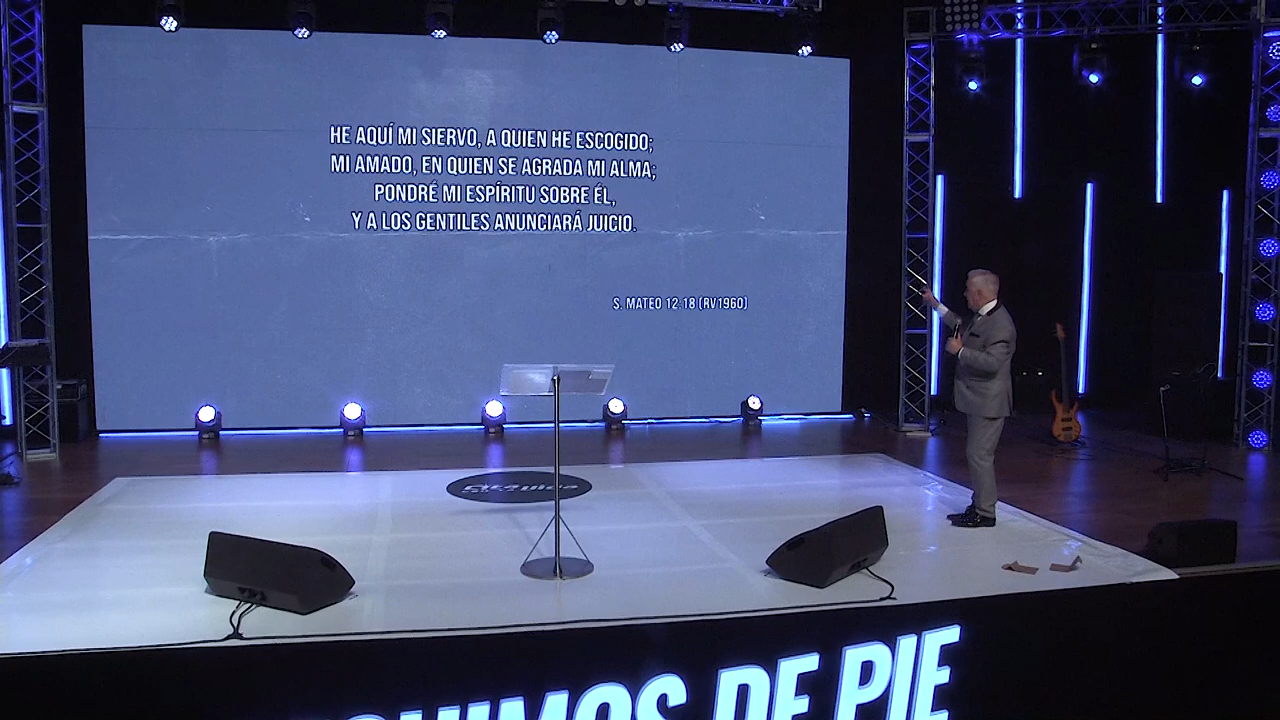 HE AQUÍ MI SIERVO, A QUIEN HE ESCOGIDO;
MI AMADO, EN QUIEN SE AGRADA MI ALMA;
PONDRÉ MI ESPÍRITU SOBRE ÉL,
Y A LOS GENTILES ANUNCIARÁ JUICIO.
S. MATEO 12:18 (RV1960)
DE PIE